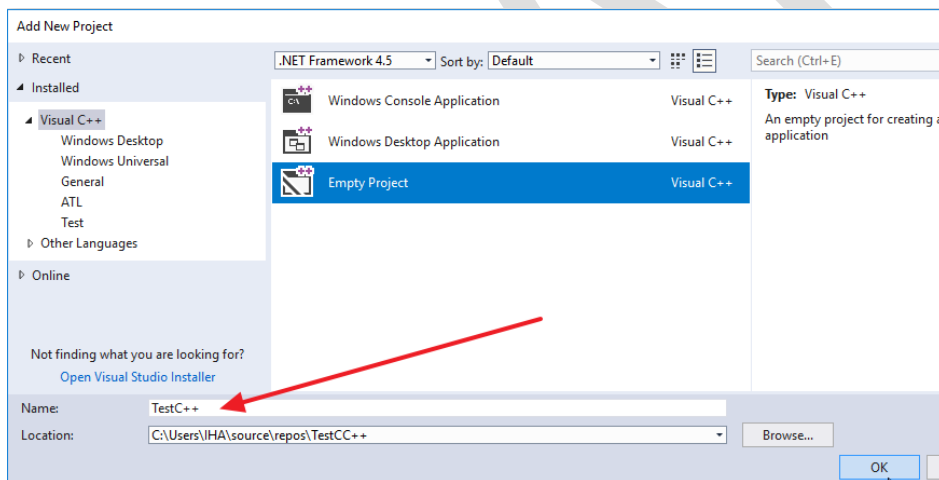 Add New Project
Recent
Installed
Visual C++
Windows Desktop
Windows Universal
General
ATL
Test
Other Languages
Online
Not finding what you are looking for?
Open Visual Studio Installer
.NET Framework 4.5 Sort by: Default
Windows Console Application Visual C++
Windows Desktop Application Visual C++
Empty Project Visual C++
Search (Ctrl+E)
Type: Visual C++
An empty project for creating a
application
Name: TestC++
Location: C:\Users\IHA\source\repos\TestCC++ Browse...
OK